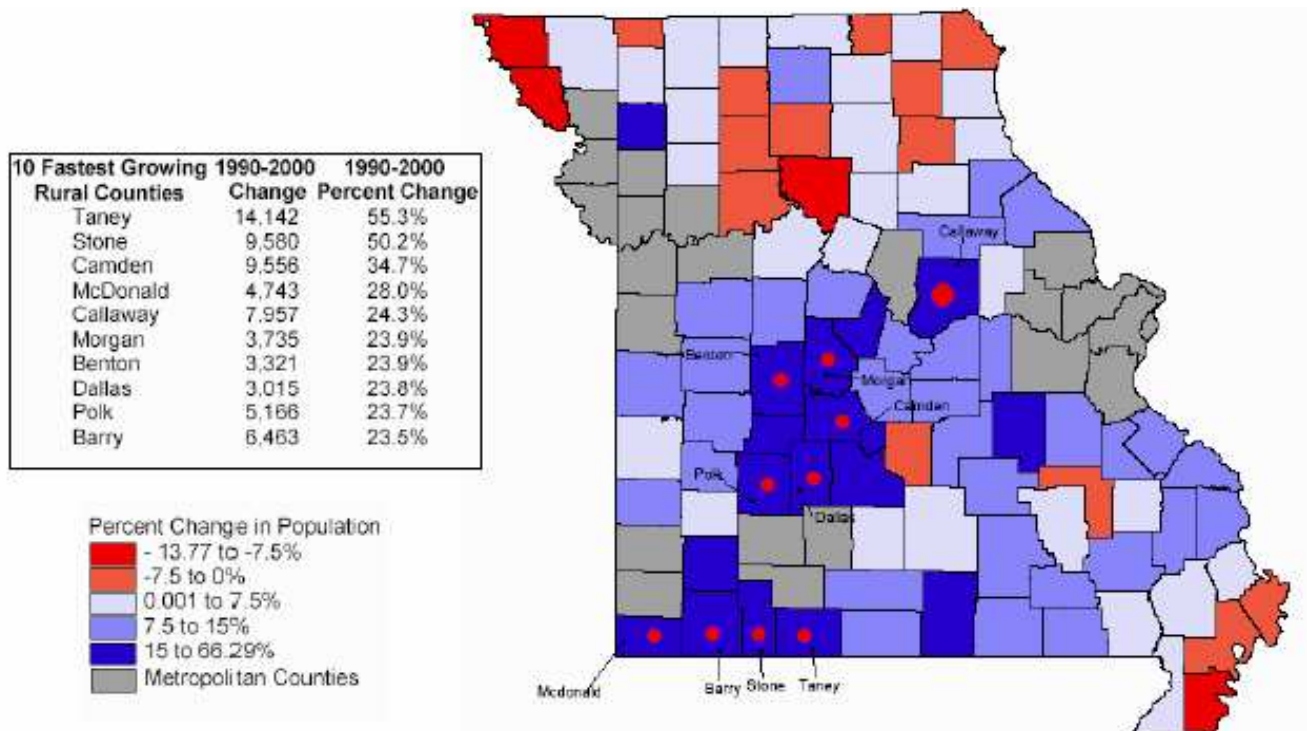 10 Fastest Growing 1990-2000 1990-2000
Rural Counties Change Percent Change
Taney 14.142 55.3%
Stone 9.580 50.2%
Camden 9.556 34.7%
McDonald 4.743 28.0%
Callaway 7.957 24.3%
Morgan 3.735 23.9%
Benton 3.321 23.9%
Dallas 3.015 23.8%
Polk 5.166 23.7%
Barry 6.463 23.5%
Percent Change in Population
- 13.77 to -7.5%
-7.5 to 0%
0.001 to 7.5%
7.5 to 15%
15 to 66.29%
Metropolitan Counties
Callaway
Benton
Morgan
Camden
Polk
Dallas
Mcdonald
Barry
Stone
Taney